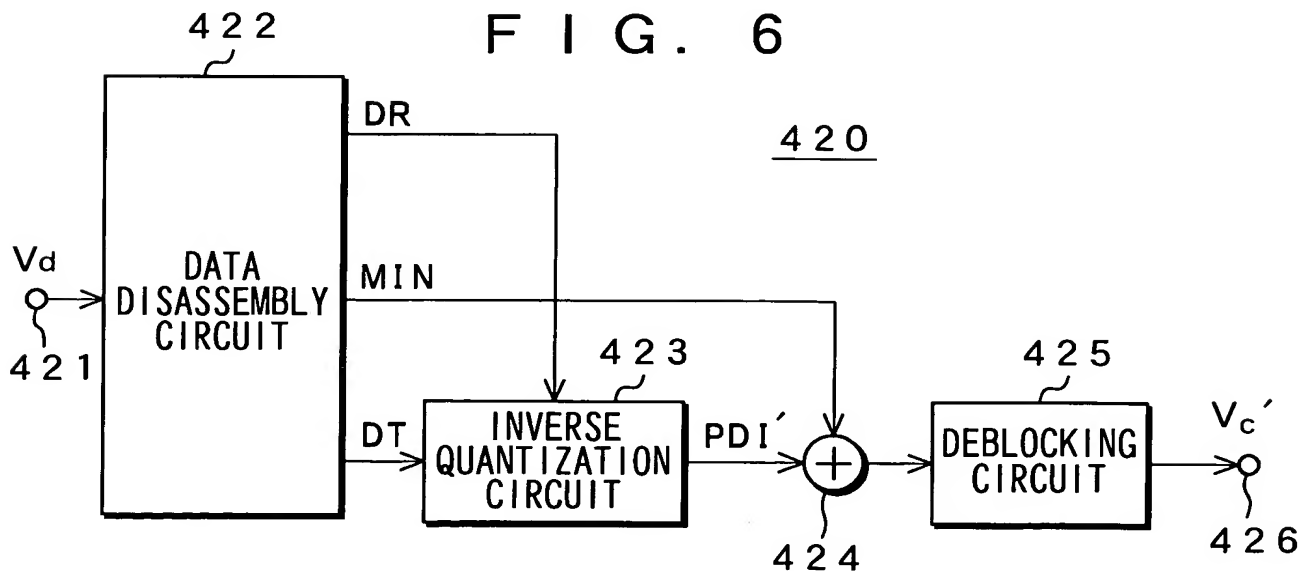 FIG. 6
422
420
DR
Vd
421
DATA
DISASSEMBLY
CIRCUIT
MIN
423
425
DT
INVERSE
QUANTIZATION
CIRCUIT
PDI′
+
424
DEBLOCKING
CIRCUIT
Vc′
426